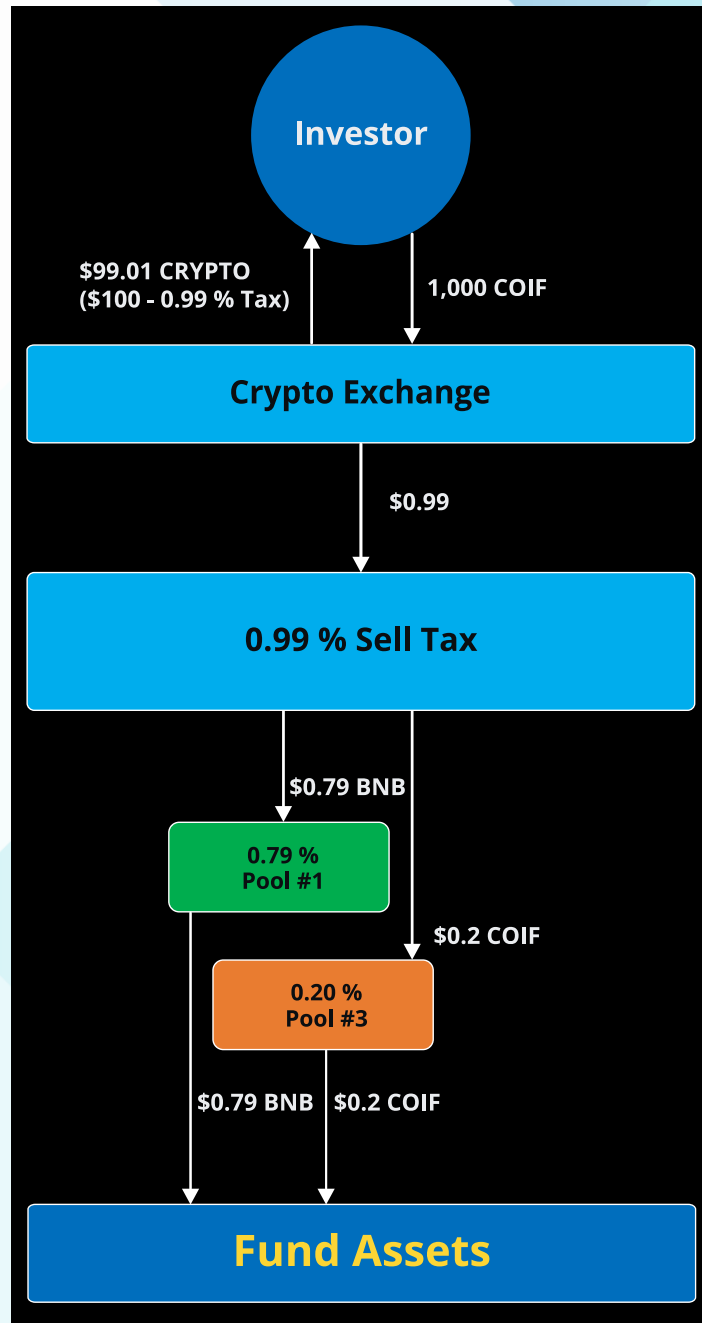 Investor
$99.01 CRYPTO
($100 - 0.99 % Tax)
1,000 COIF
Crypto Exchange
$0.99
0.99 % Sell Tax
$0.79 BNB
0.79 %
Pool #1
$0.2 COIF
0.20 %
Pool #3
$0.79 BNB
$0.2 COIF
Fund Assets